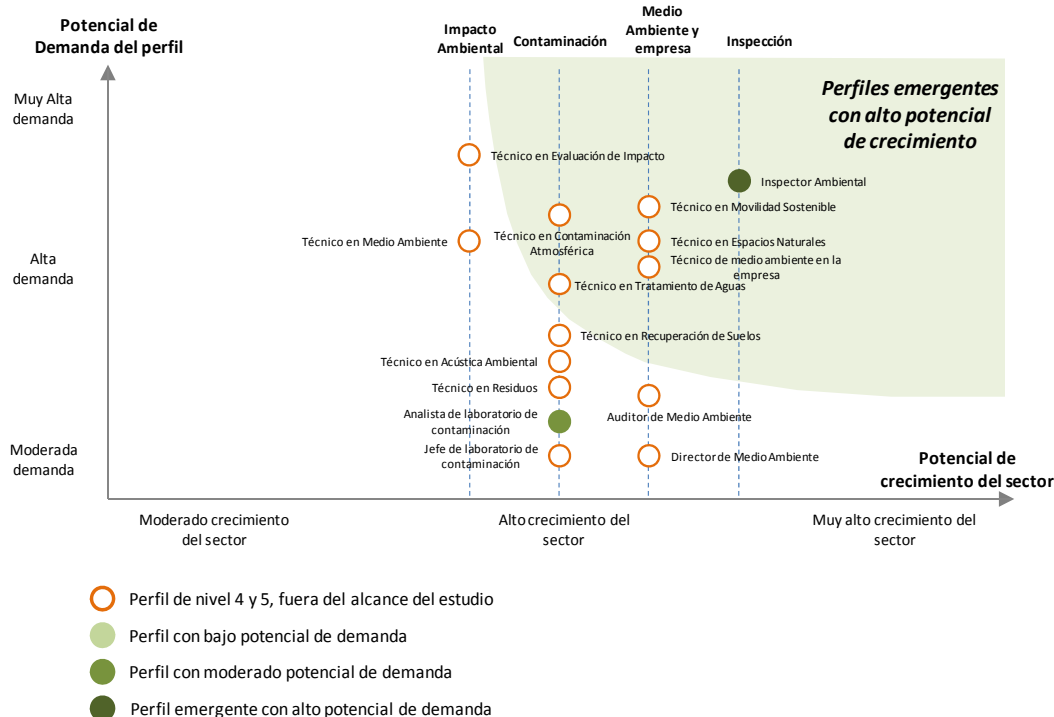 Potencial de
Demanda del perfil
Impacto
Ambiental
Contaminación
Medio
Ambiente y
empresa
Inspección
Perfiles emergentes
con alto potencial
de crecimiento
Muy Alta
demanda
Técnico en Evaluación de Impacto
Inspector Ambiental
Técnico en Movilidad Sostenible
Técnico en Medio Ambiente
Técnico en Contaminación
Atmosférica
Técnico en Espacios Naturales
Alta
demanda
Técnico de medio ambiente en la
empresa
Técnico en Tratamiento de Aguas
Técnico en Recuperación de Suelos
Técnico en Acústica Ambiental
Técnico en Residuos
Analista de laboratorio de
contaminación
Auditor de Medio Ambiente
Moderada
demanda
Jefe de laboratorio de
contaminación
Director de Medio Ambiente
Potencial de
crecimiento del sector
Moderado crecimiento
del sector
Alto crecimiento del
sector
Muy alto crecimiento del
sector
Perfil de nivel 4 y 5, fuera del alcance del estudio
Perfil con bajo potencial de demanda
Perfil con moderado potencial de demanda
Perfil emergente con alto potencial de demanda